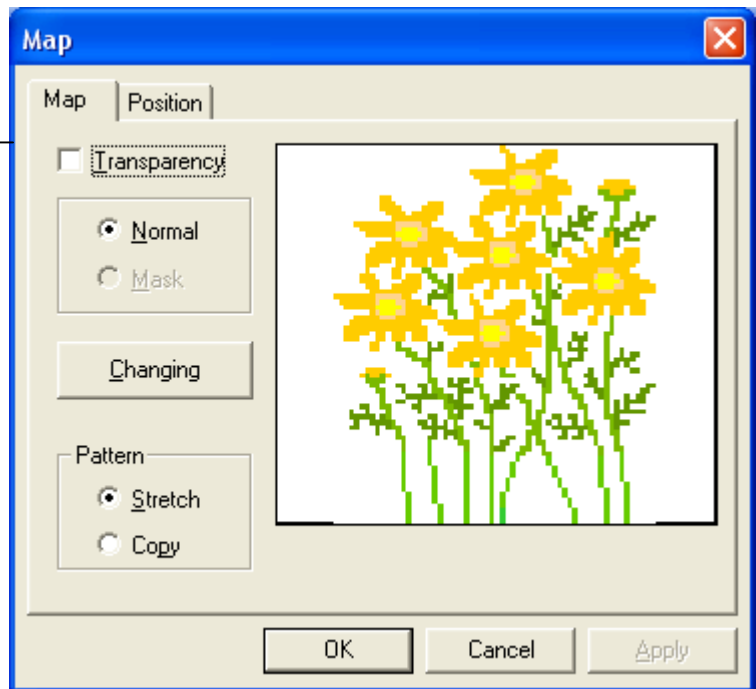 Map
Map Position
Transparency
Normal
Mask
Changing
Pattern
Stretch
Copy
OK Cancel Apply